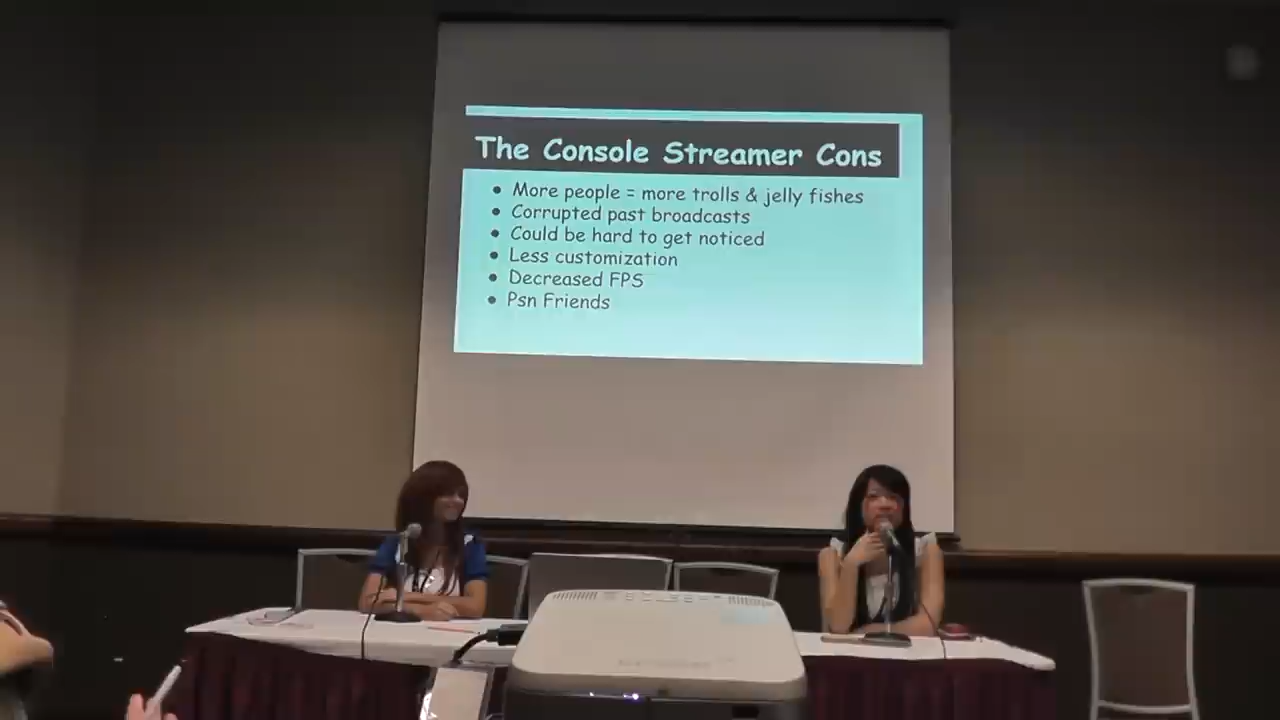 The Console Streamer Cons
● More people = more trolls & jelly fishes
● Corrupted past broadcasts
● Could be hard to get noticed
● Less customization
● Decreased FPS
● Psn Friends